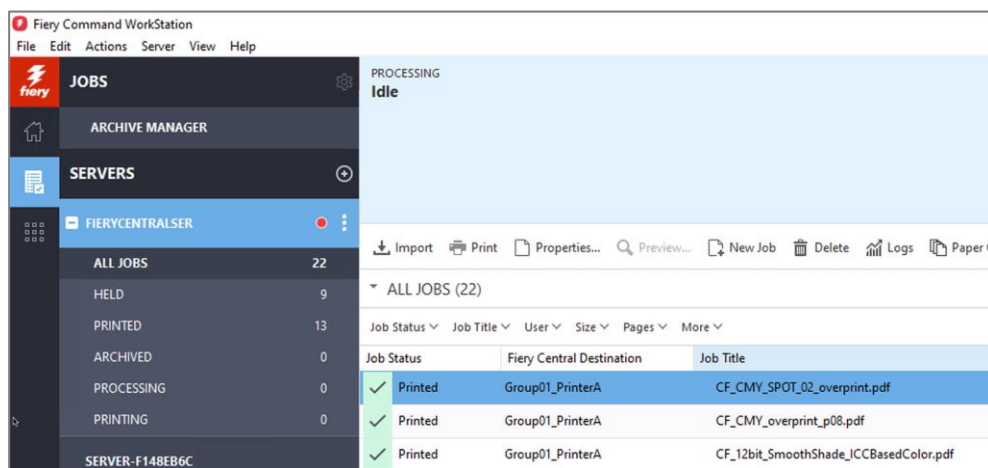 Fiery Command WorkStation
File Edit Actions Server View Help
fiery
JOBS
ARCHIVE MANAGER
SERVERS
FIERYCENTRALSER
ALL JOBS 22
HELD 9
PRINTED 13
ARCHIVED 0
PROCESSING 0
PRINTING 0
SERVER-F148EB6C
PROCESSING
Idle
Import Print Properties... Preview... New Job Delete Logs Paper
ALL JOBS (22)
Job Status Job Title User Size Pages More
Job Status Fiery Central Destination Job Title
Printed Group01_PrinterA CF_CMY_SPOT_02_overprint.pdf
Printed Group01_PrinterA CF_CMY_overprint_p08.pdf
Printed Group01_PrinterA CF_12bit_SmoothShade_ICCBasedColor.pdf